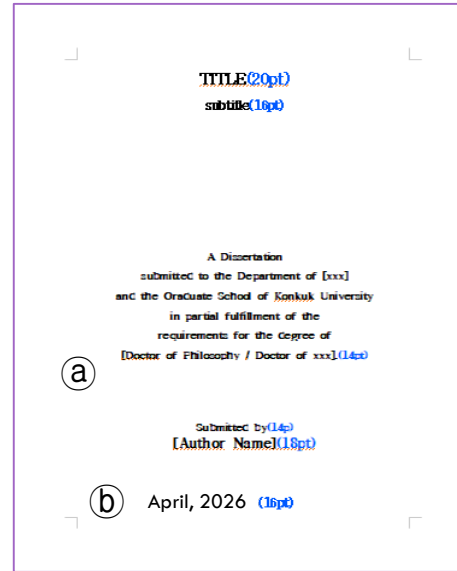 TITLE(20pt)
subtitle(16pt)
A Dissertation
submitted to the Department of [xxx]
and the Graduate School of Konkuk University
in partial fulfillment of the
requirements for the degree of
[Doctor of Philosophy / Doctor of xxx].(14pt)
ⓐ
Submitted by(14p)
[Author Name](18pt)
ⓑ April, 2026 (16pt)